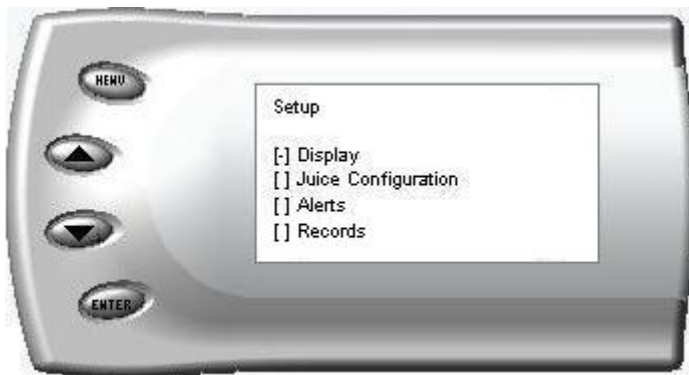 MENU
Setup
[-] Display
[ ] Juice Configuration
[ ] Alerts
[ ] Records
ENTER